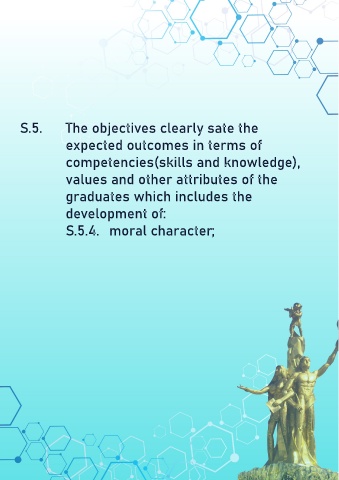 S.5. The objectives clearly sate the
expected outcomes in terms of
competencies(skills and knowledge),
values and other attributes of the
graduates which includes the
development of:
S.5.4. moral character;